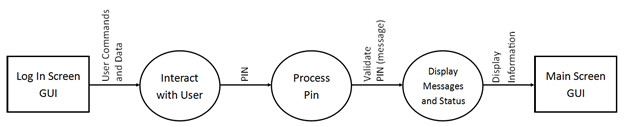 Log In Screen
GUI
User Commands
and Data
Interact
with User
PIN
Process
Pin
Validate
PIN (message)
Display
Messages
and Status
Display
Information
Main Screen
GUI